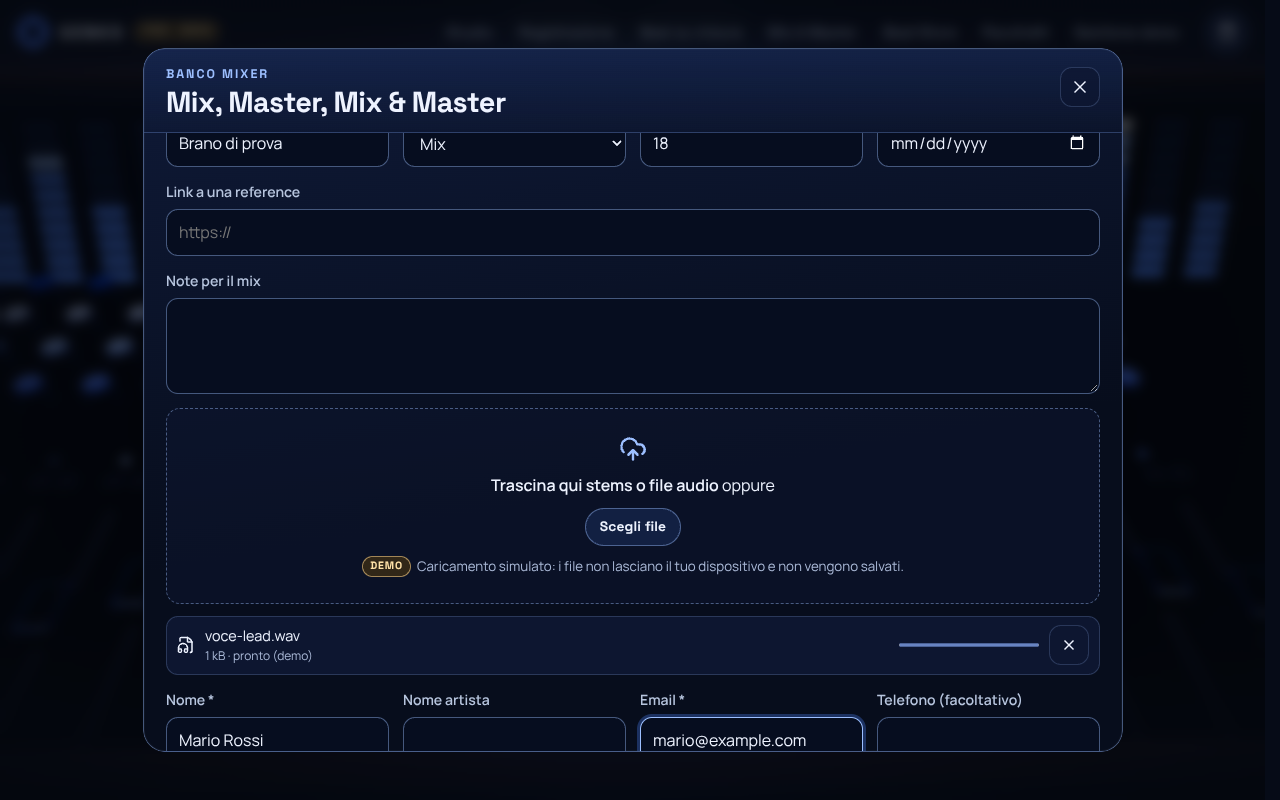 BANCO MIXER
Mix, Master, Mix & Master
Brano di prova
Mix
18
mm/dd/yyyy
Link a una reference
https://
Note per il mix
Trascina qui stems o file audio oppure
Scegli file
DEMO Caricamento simulato: i file non lasciano il tuo dispositivo e non vengono salvati.
voce-lead.wav
1 kB · pronto (demo)
Nome *
Nome artista
Email *
Telefono (facoltativo)
Mario Rossi
mario@example.com